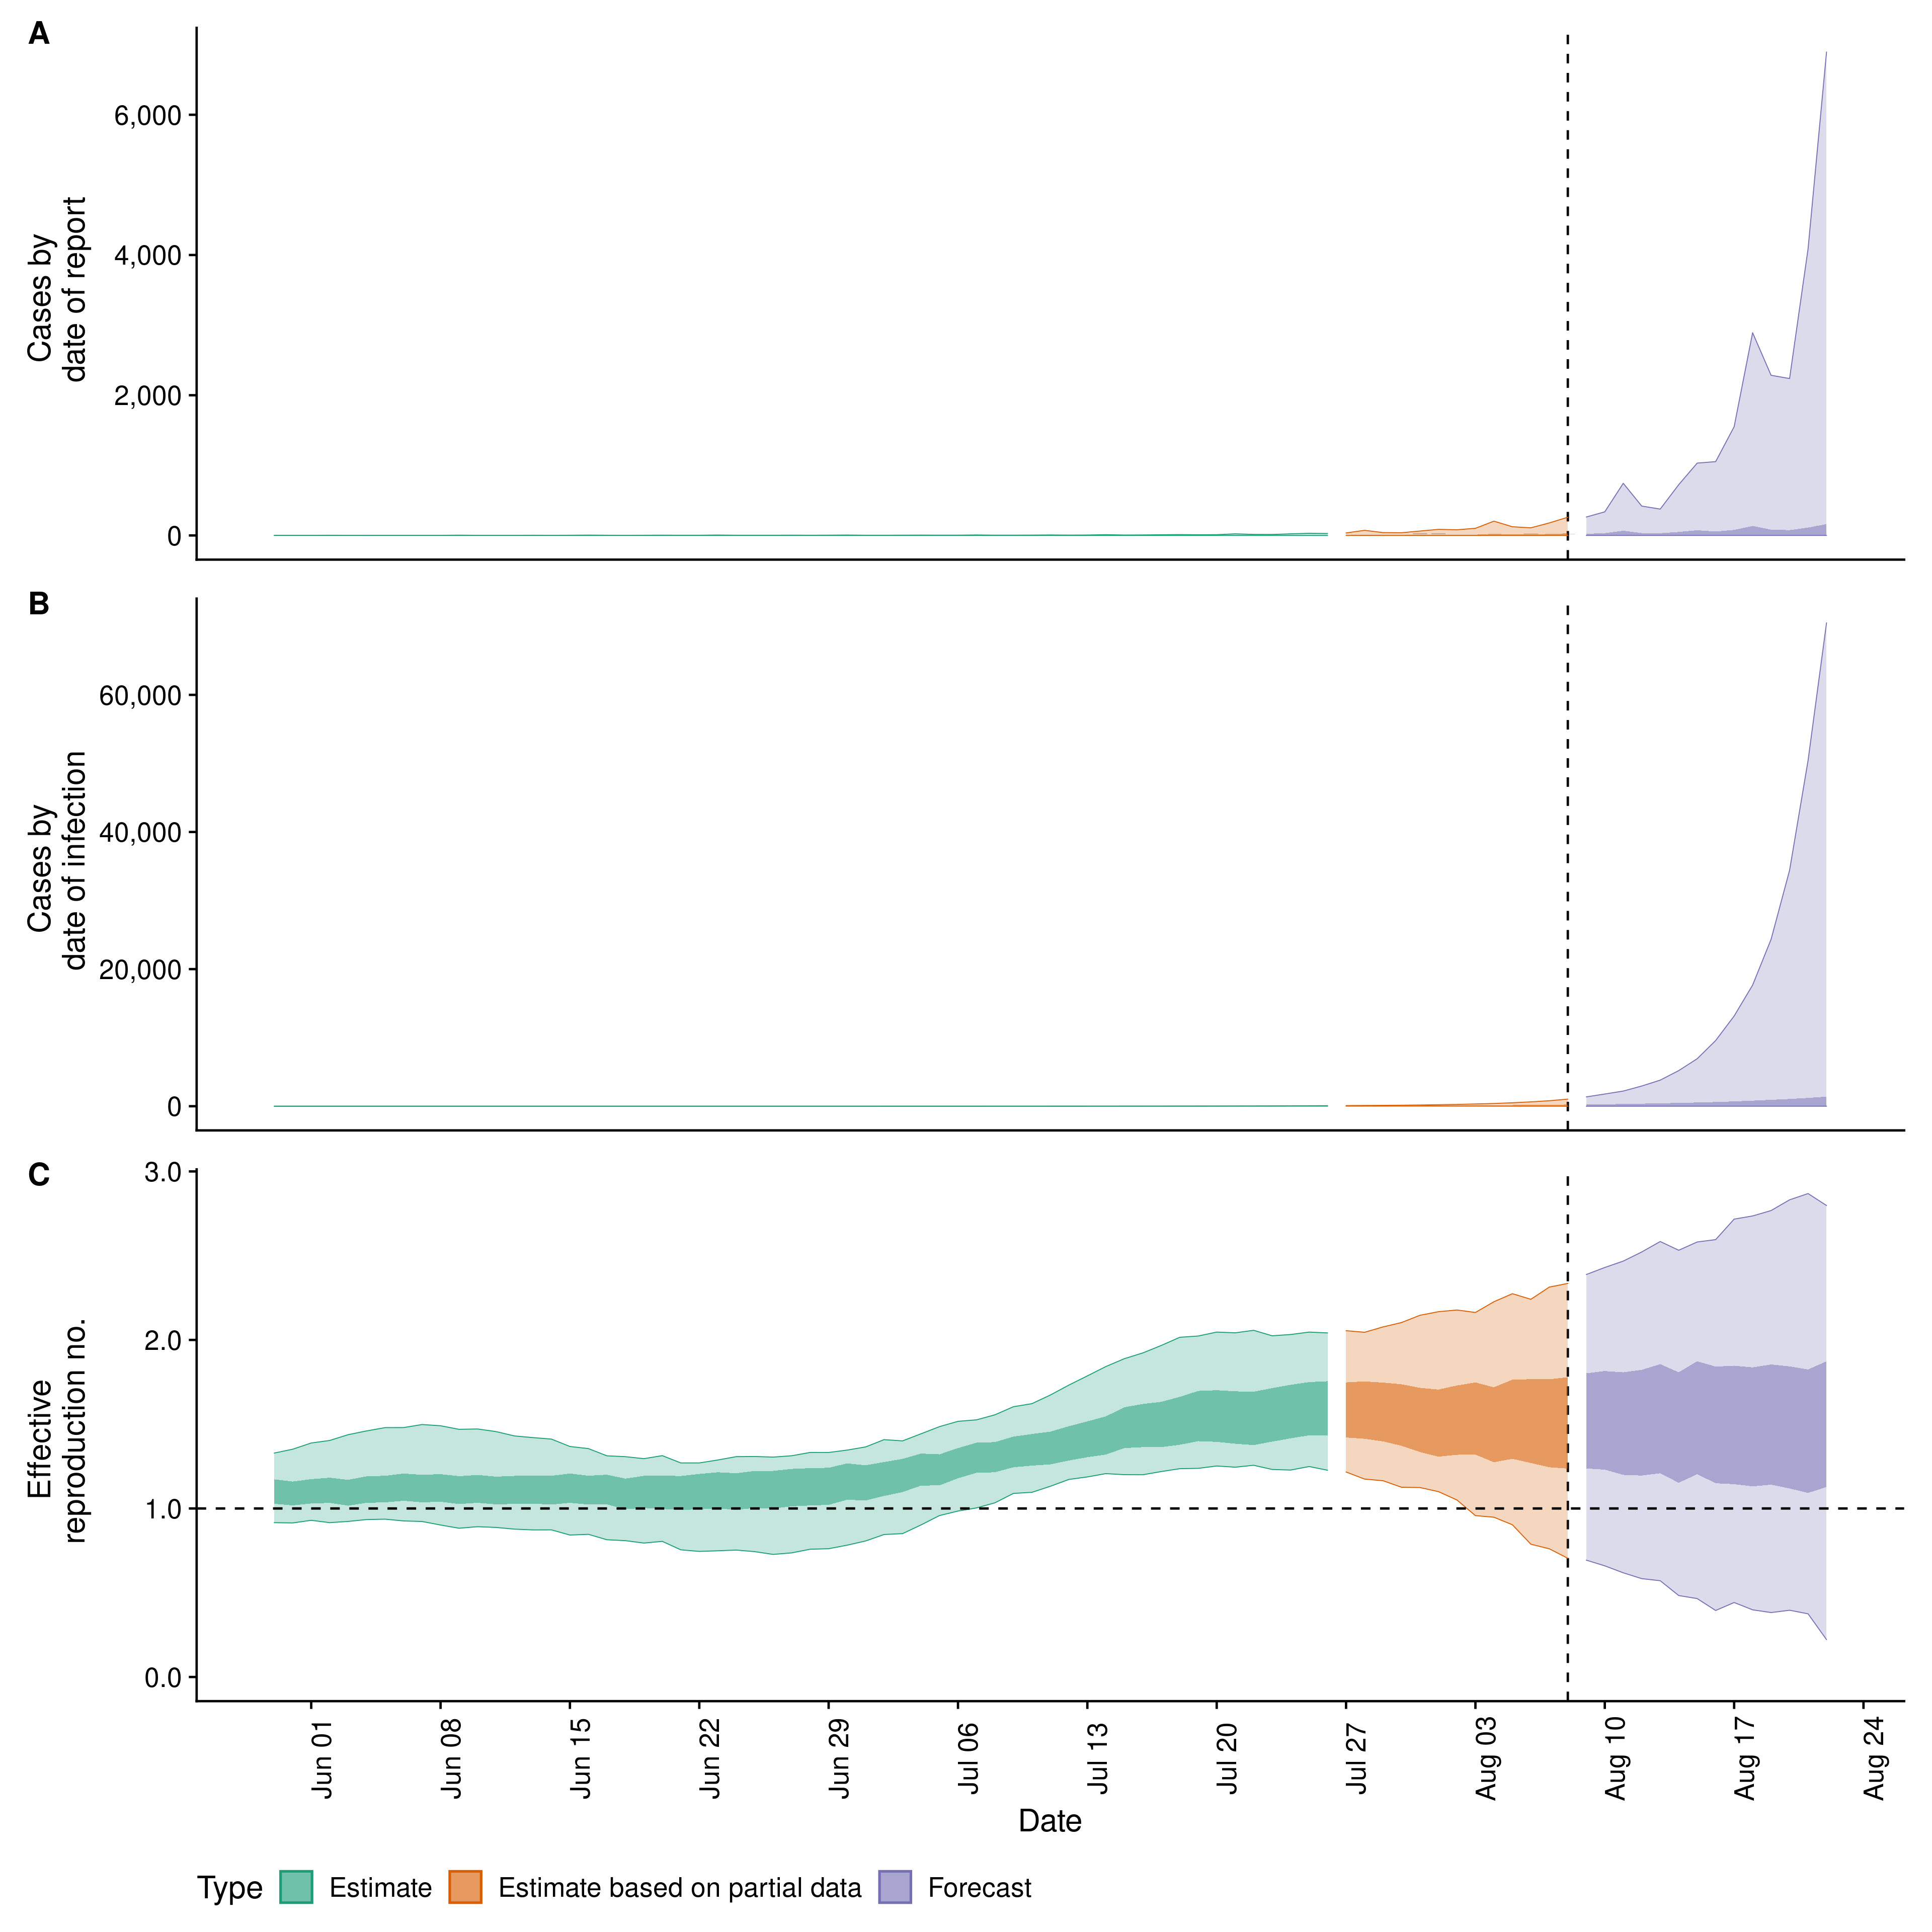 A
Cases by
date of report
6,000
4,000
2,000
0
B
Cases by
date of infection
60,000
40,000
20,000
0
C
Effective
reproduction no.
3.0
2.0
1.0
0.0
Jun 01
Jun 08
Jun 15
Jun 22
Jun 29
Jul 06
Jul 13
Jul 20
Jul 27
Aug 03
Aug 10
Aug 17
Aug 24
Date
Type
Estimate
Estimate based on partial data
Forecast